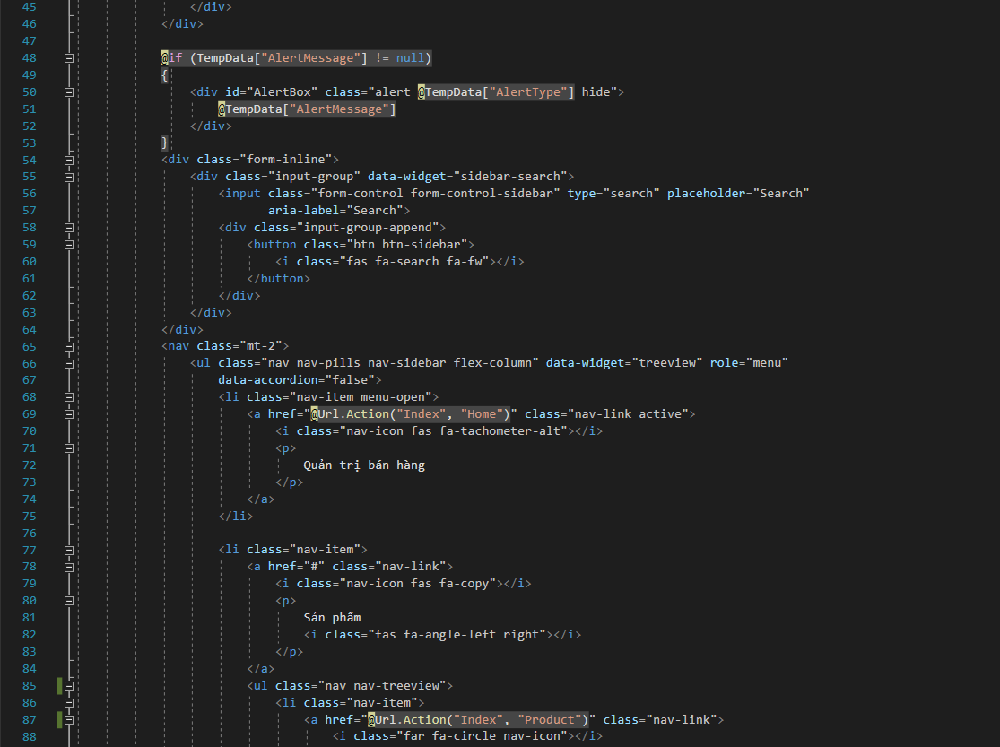 45 </div>
46 </div>
47
48 @if (TempData["AlertMessage"] != null)
49 {
50 <div id="AlertBox" class="alert @TempData["AlertType"] hide">
51 @TempData["AlertMessage"]
52 </div>
53 }
54 <div class="form-inline">
55 <div class="input-group" data-widget="sidebar-search">
56 <input class="form-control form-control-sidebar" type="search" placeholder="Search"
57 aria-label="Search">
58 <div class="input-group-append">
59 <button class="btn btn-sidebar">
60 <i class="fas fa-search fa-fw"></i>
61 </button>
62 </div>
63 </div>
64 </div>
65 <nav class="mt-2">
66 <ul class="nav nav-pills nav-sidebar flex-column" data-widget="treeview" role="menu"
67 data-accordion="false">
68 <li class="nav-item menu-open">
69 <a href="@Url.Action("Index", "Home")" class="nav-link active">
70 <i class="nav-icon fas fa-tachometer-alt"></i>
71 <p>
72 Quản trị bán hàng
73 </p>
74 </a>
75 </li>
76
77 <li class="nav-item">
78 <a href="#" class="nav-link">
79 <i class="nav-icon fas fa-copy"></i>
80 <p>
81 Sản phẩm
82 <i class="fas fa-angle-left right"></i>
83 </p>
84 </a>
85 <ul class="nav nav-treeview">
86 <li class="nav-item">
87 <a href="@Url.Action("Index", "Product")" class="nav-link">
88 <i class="far fa-circle nav-icon"></i>